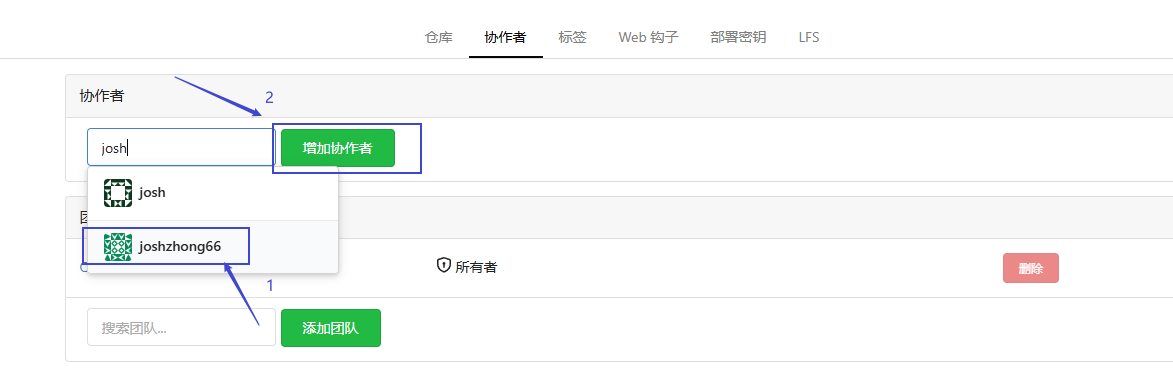 仓库 协作者 标签 Web 钩子 部署密钥 LFS
协作者
2
josh 增加协作者
josh
joshzhong66
所有者 删除
1
搜索团队... 添加团队